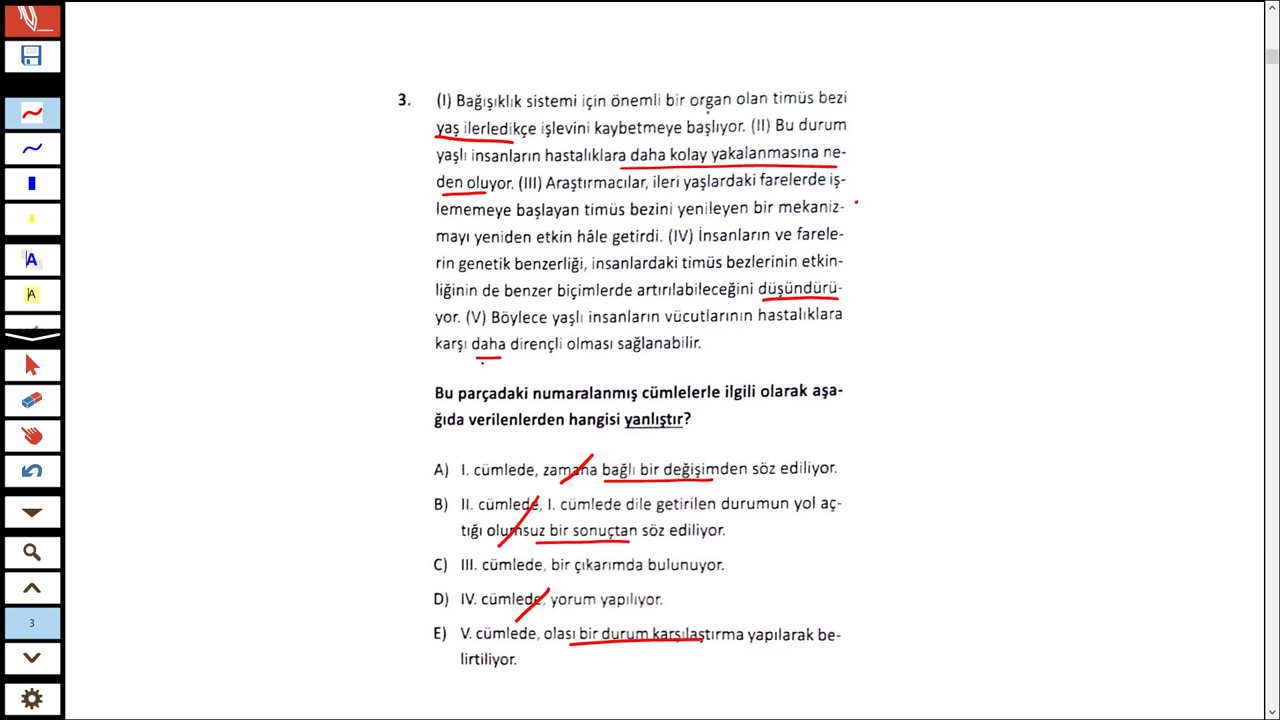 3. (I) Bağışıklık sistemi için önemli bir organ olan timüs bezi
yaş ilerledikçe işlevini kaybetmeye başlıyor. (II) Bu durum
yaşlı insanların hastalıklara daha kolay yakalanmasına ne-
den oluyor. (III) Araştırmacılar, ileri yaşlardaki farelerde iş-
lememeye başlayan timüs bezini yenileyen bir mekaniz-
mayı yeniden etkin hâle getirdi. (IV) İnsanların ve farele-
rin genetik benzerliği, insanlardaki timüs bezlerinin etkin-
liğinin de benzer biçimlerde artırılabileceğini düşündürü-
yor. (V) Böylece yaşlı insanların vücutlarının hastalıklara
karşı daha dirençli olması sağlanabilir.
Bu parçadaki numaralanmış cümlelerle ilgili olarak aşa-
ğıda verilenlerden hangisi yanlıştır?
A) I. cümlede, zamana bağlı bir değişimden söz ediliyor.
B) II. cümlede, I. cümlede dile getirilen durumun yol aç-
tığı olumsuz bir sonuçtan söz ediliyor.
C) III. cümlede, bir çıkarımda bulunuyor.
D) IV. cümlede, yorum yapılıyor.
E) V. cümlede, olası bir durum karşılaştırma yapılarak be-
lirtiliyor.
A
A
3